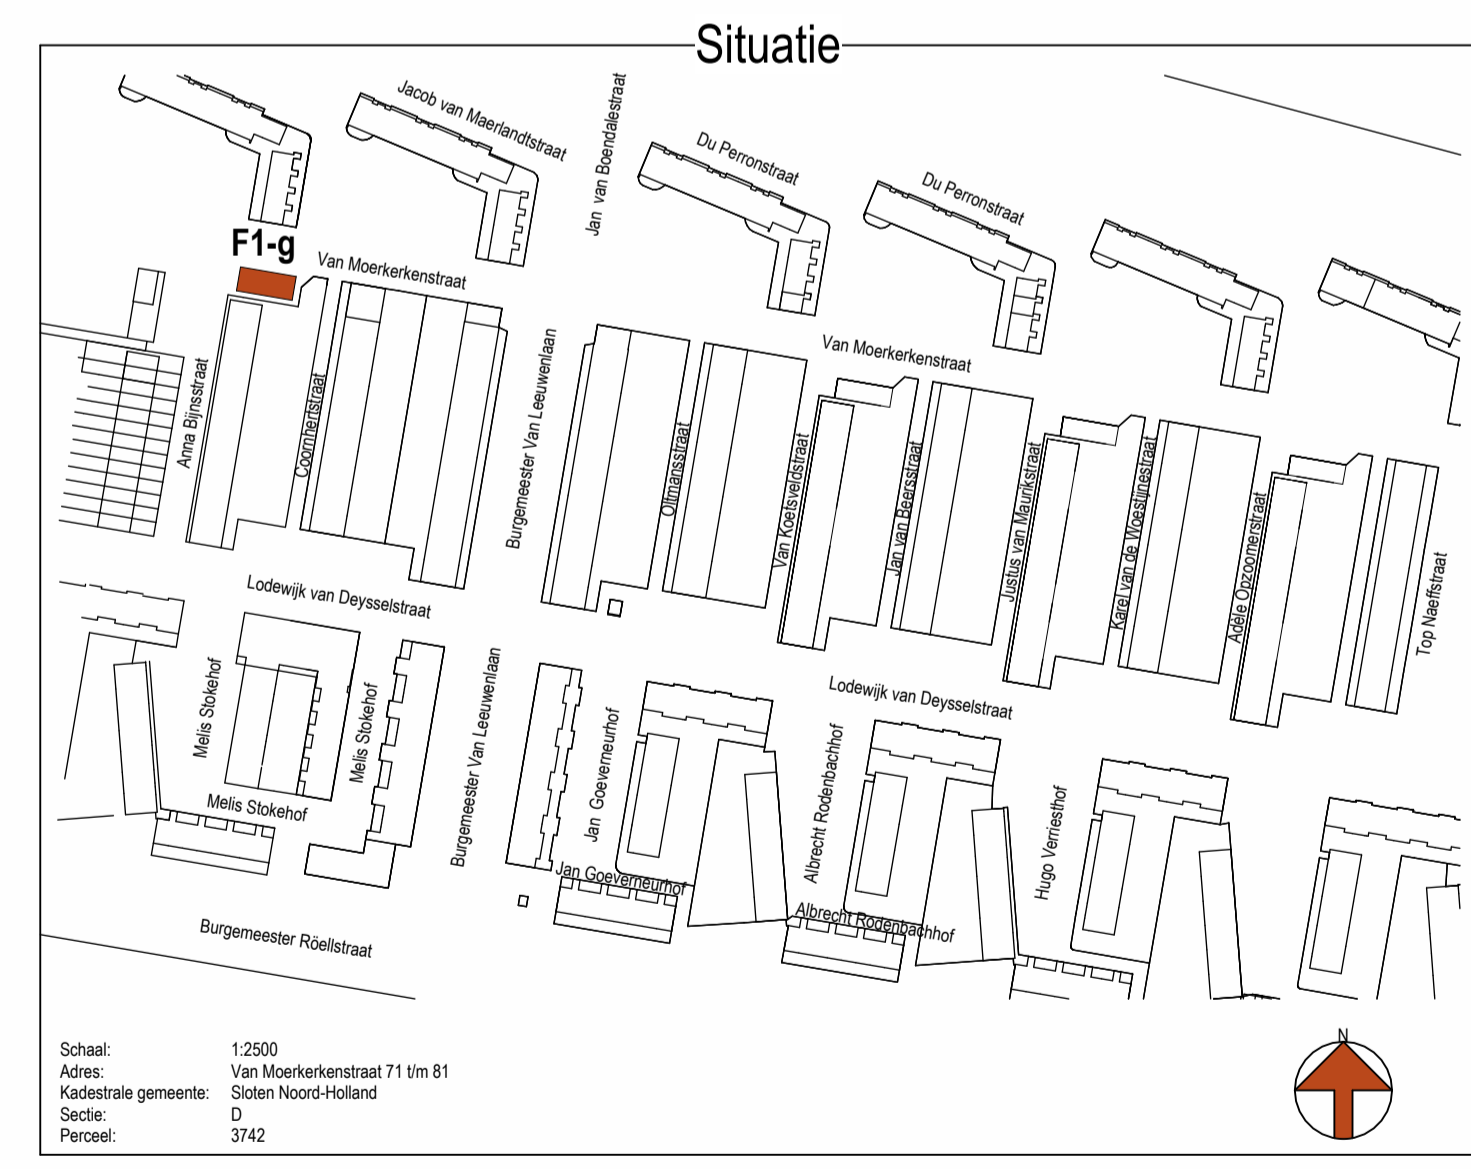 Situatie
Jacob van Maerlandtstraat
Jan van Boendalestraat
Du Perronstraat
Du Perronstraat
F1-g
Van Moerkerkenstraat
Van Moerkerkenstraat
Anna Bijnsstraat
Coornhertstraat
Burgemeester Van Leeuwenlaan
Oltmansstraat
Van Koetsveldstraat
Jan van Beersstraat
Justus van Maurikstraat
Karel van de Woestijnestraat
Adèle Opzoomerstraat
Top Naeffstraat
Lodewijk van Deysselstraat
Lodewijk van Deysselstraat
Melis Stokehof
Melis Stokehof
Melis Stokehof
Burgemeester Van Leeuwenlaan
Jan Goeverneurhof
Jan Goeverneurhof
Albrecht Rodenbachhof
Albrecht Rodenbachhof
Hugo Verriesthof
Burgemeester Röellstraat
Schaal: 1:2500
Adres: Van Moerkerkenstraat 71 t/m 81
Kadestrale gemeente: Sloten Noord-Holland
Sectie: D
Perceel: 3742
N